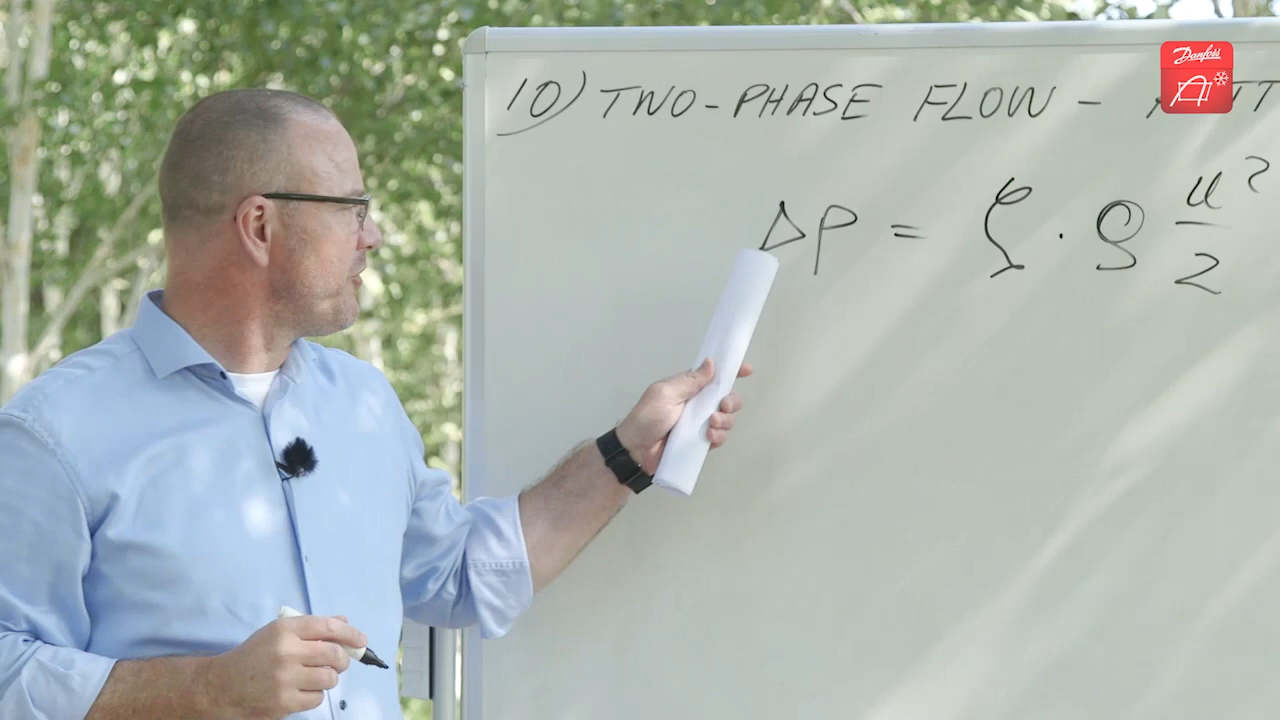 Danfoss
10) TWO-PHASE FLOW -
ΔP = ζ · ρ u²/2